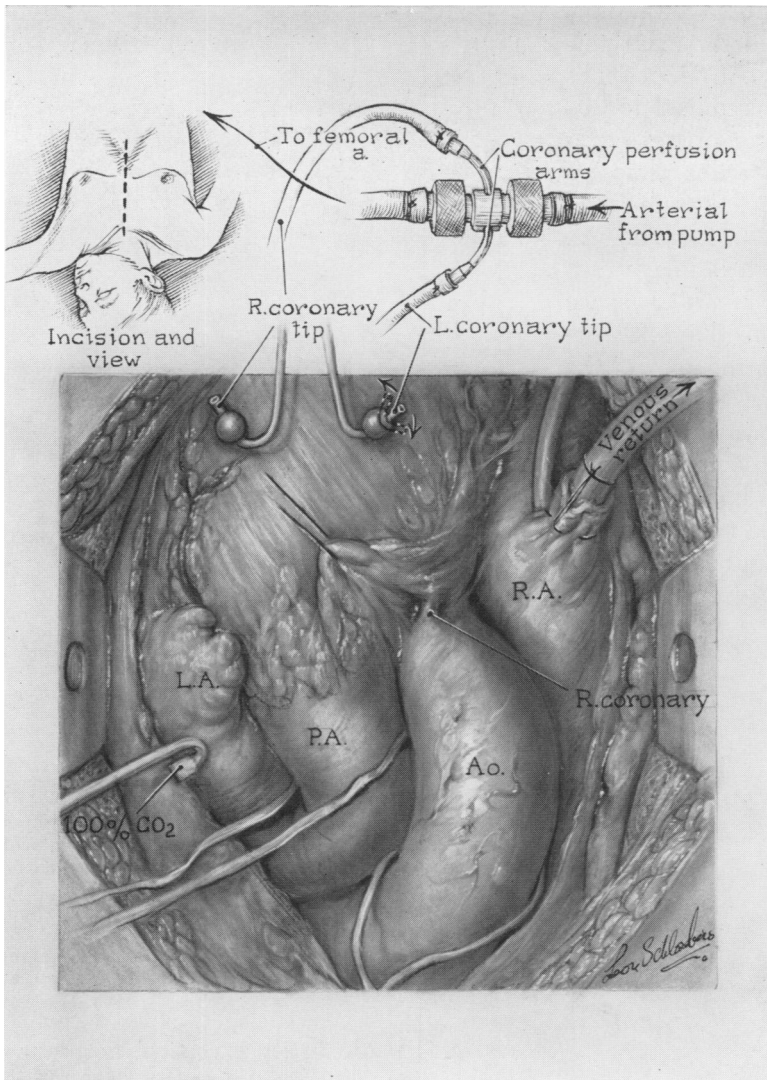 To femoral
a.
Coronary perfusion
arms
Arterial
from pump
R.coronary
tip
L.coronary tip
Incision and
view
Venous
return
R.A.
L.A.
R.coronary
P.A.
Ao.
100% CO₂